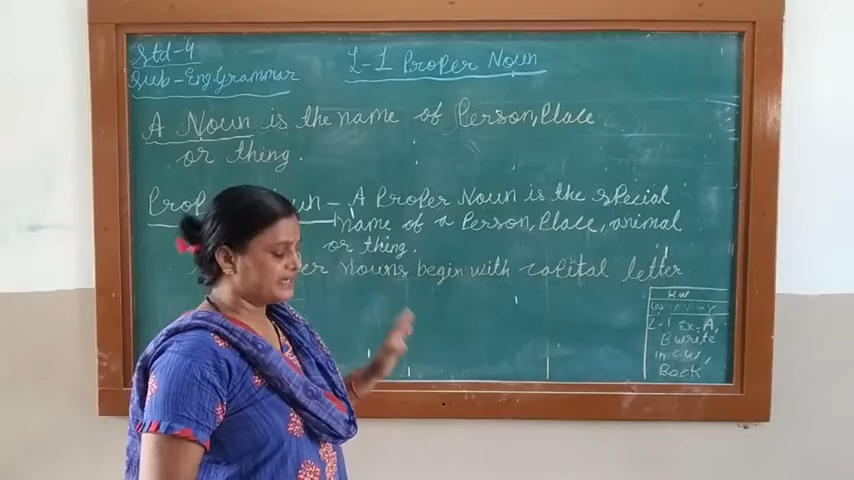 Std-4
Sub-Eng.Grammar
L-1 Proper Noun
A Noun is the name of Person, Place
or thing
Noun - A Proper Noun is the special
name of a Person, Place, animal
or thing.
nouns begin with capital letter
HW
L-1 Ex-A,
B write
in C.W,
Back